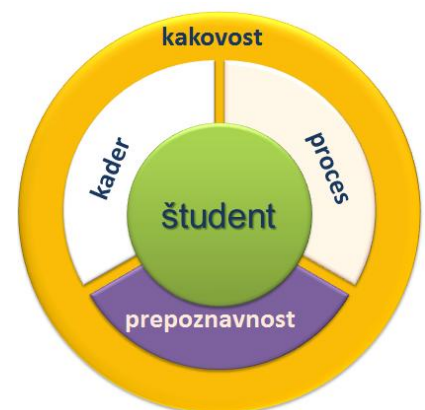 kakovost
kader
proces
študent
prepoznavnost